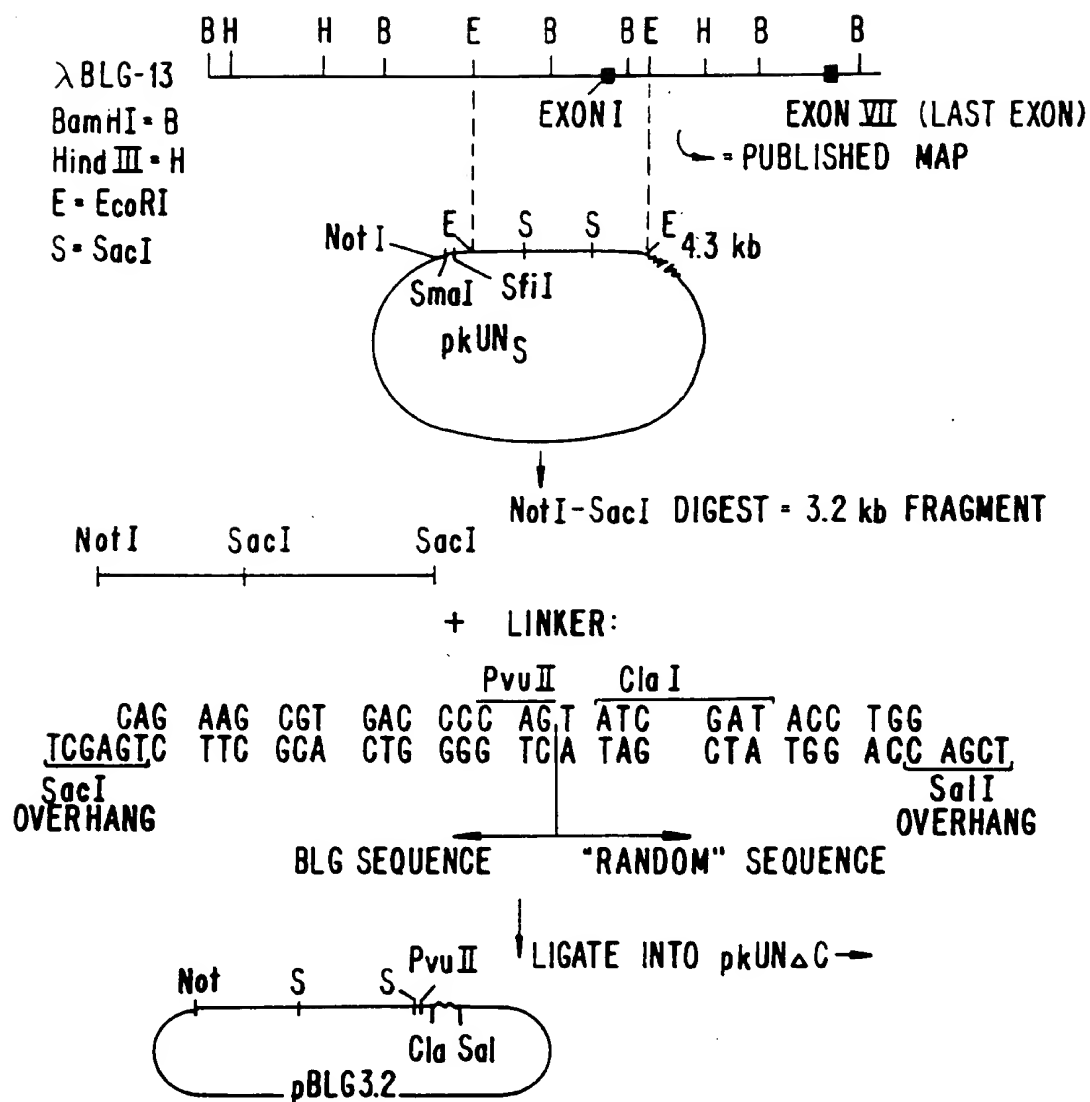 B H H B E B B E H B B
λBLG-13
BamHI = B
Hind III = H
E = EcoRI
S = SacI
EXON I
EXON VII (LAST EXON)
= PUBLISHED MAP
E S S E
NotI
4.3 kb
SmaI SfiI
pkUNS
NotI-SacI DIGEST = 3.2 kb FRAGMENT
NotI SacI SacI
+ LINKER:
PvuII ClaI
CAG AAG CGT GAC CCC AGT ATC GAT ACC TGG
TCGAGTC TTC GCA CTG GGG TCA TAG CTA TGG ACC AGCT
SacI OVERHANG
SalI OVERHANG
BLG SEQUENCE "RANDOM" SEQUENCE
LIGATE INTO pkUN△C→
Not S S PvuII
Cla Sal
pBLG3.2